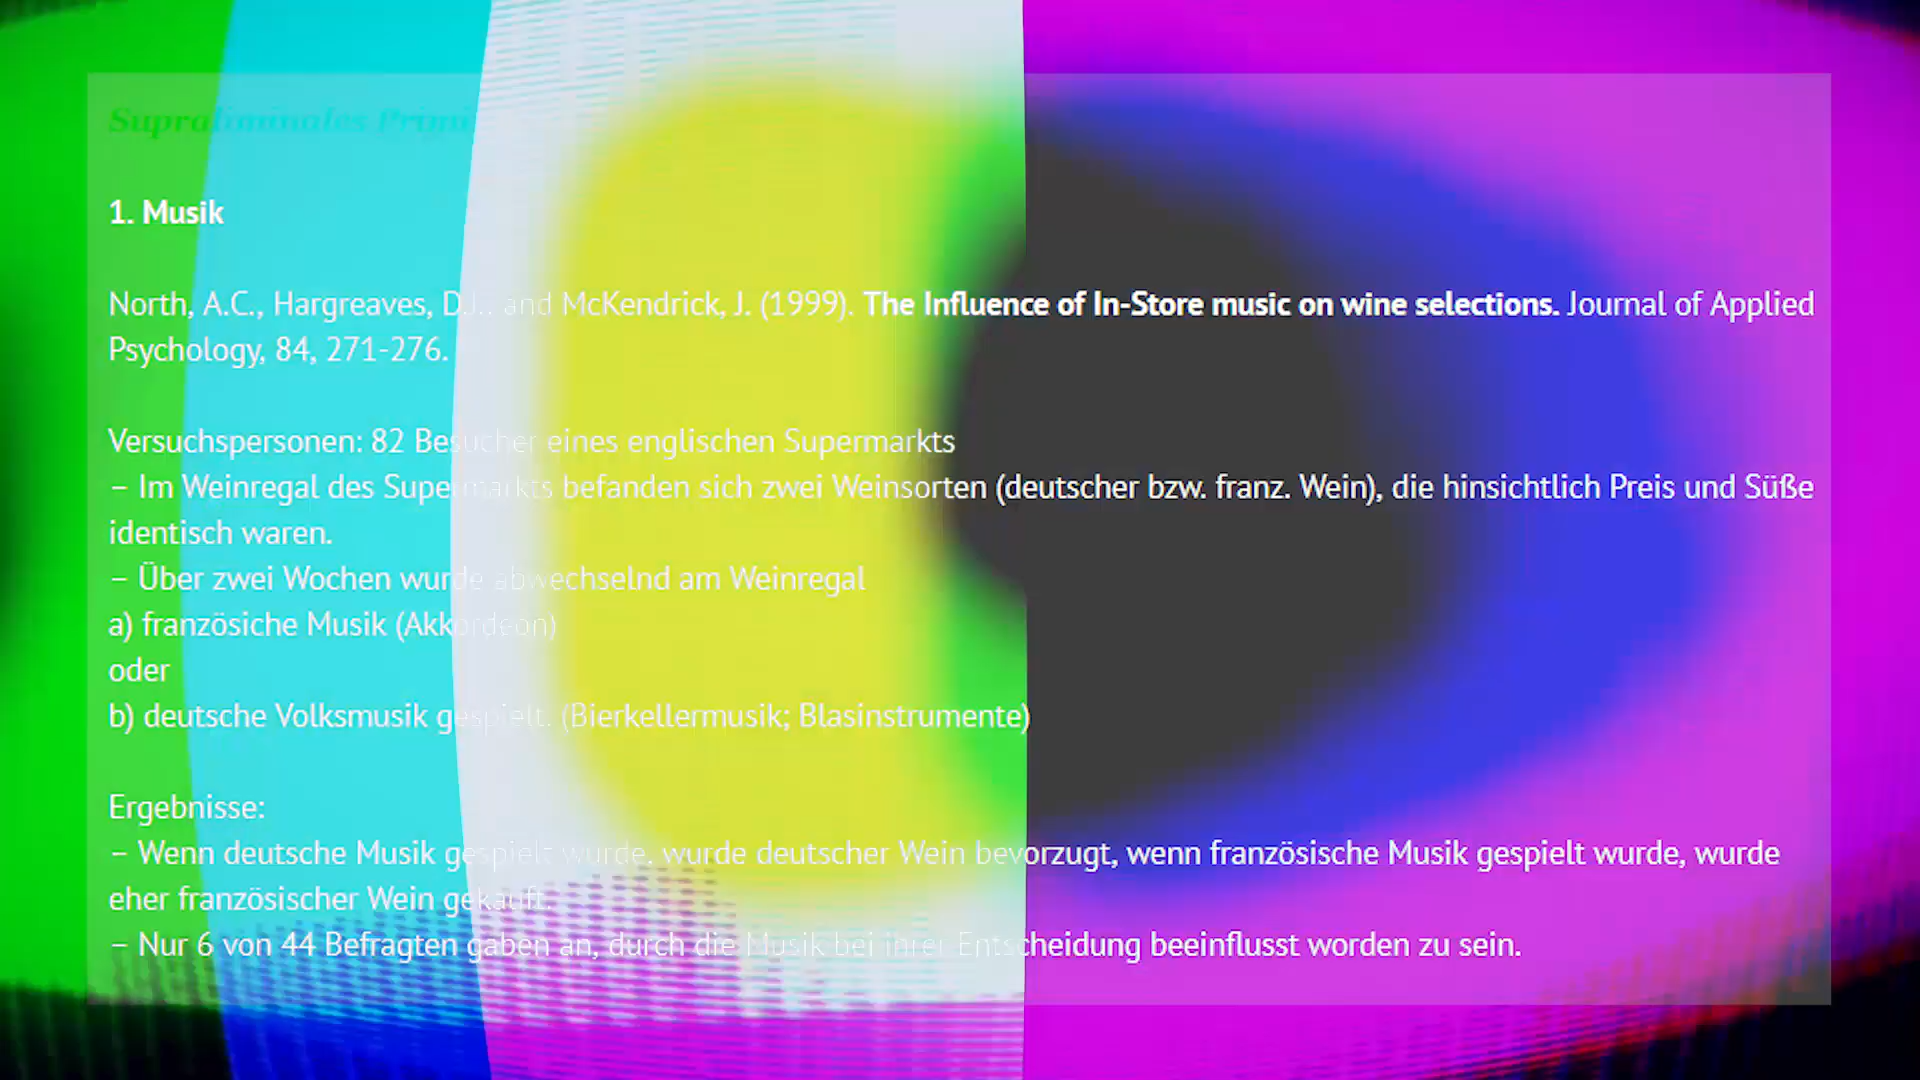 Supraliminales Primi
1. Musik
North, A.C., Hargreaves, D.J., and McKendrick, J. (1999). The Influence of In-Store music on wine selections. Journal of Applied
Psychology, 84, 271-276.
Versuchspersonen: 82 Besucher eines englischen Supermarkts
– Im Weinregal des Supermarkts befanden sich zwei Weinsorten (deutscher bzw. franz. Wein), die hinsichtlich Preis und Süße
identisch waren.
– Über zwei Wochen wurde abwechselnd am Weinregal
a) französiche Musik (Akkordeon)
oder
b) deutsche Volksmusik gespielt. (Bierkellermusik; Blasinstrumente)
Ergebnisse:
– Wenn deutsche Musik gespielt wurde, wurde deutscher Wein bevorzugt, wenn französische Musik gespielt wurde, wurde
eher französischer Wein gekauft.
– Nur 6 von 44 Befragten gaben an, durch die Musik bei ihrer Entscheidung beeinflusst worden zu sein.